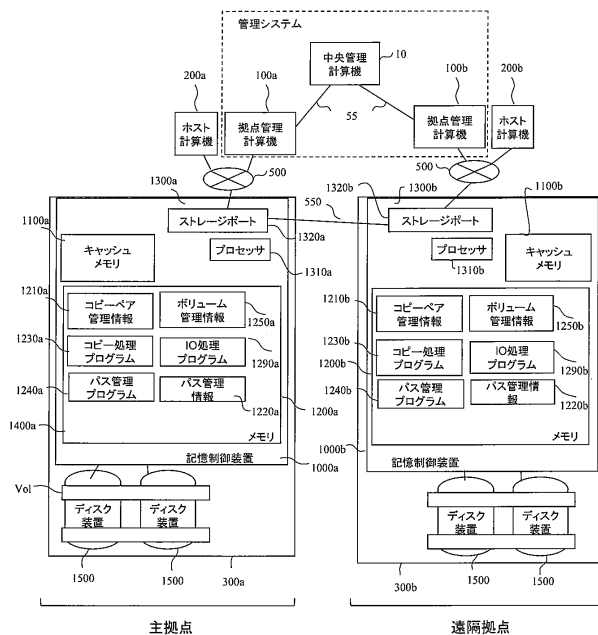 管理システム
中央管理
計算機
10
200a
100a
100b
200b
ホスト
計算機
拠点管理
計算機
55
拠点管理
計算機
ホスト
計算機
500
500
1300a
1320b
1300b
1100b
550
1100a
ストレージポート
1320a
ストレージポート
キャッシュ
メモリ
プロセッサ
1310a
プロセッサ
1310b
キャッシュ
メモリ
1210a
コピーペア
管理情報
ボリューム
管理情報
1250a
1210b
コピーペア
管理情報
ボリューム
管理情報
1250b
1230a
コピー処理
プログラム
IO処理
プログラム
1290a
1230b
1200b
コピー処理
プログラム
IO処理
プログラム
1290b
1240a
パス管理
プログラム
パス管理
情報
1220a
1200a
1240b
パス管理
プログラム
パス管理情
報
1220b
1400a
メモリ
メモリ
記憶制御装置
1000a
1000b
記憶制御装置
Vol
ディスク
装置
ディスク
装置
ディスク
装置
ディスク
装置
1500
1500
300a
300b
1500
1500
主拠点
遠隔拠点